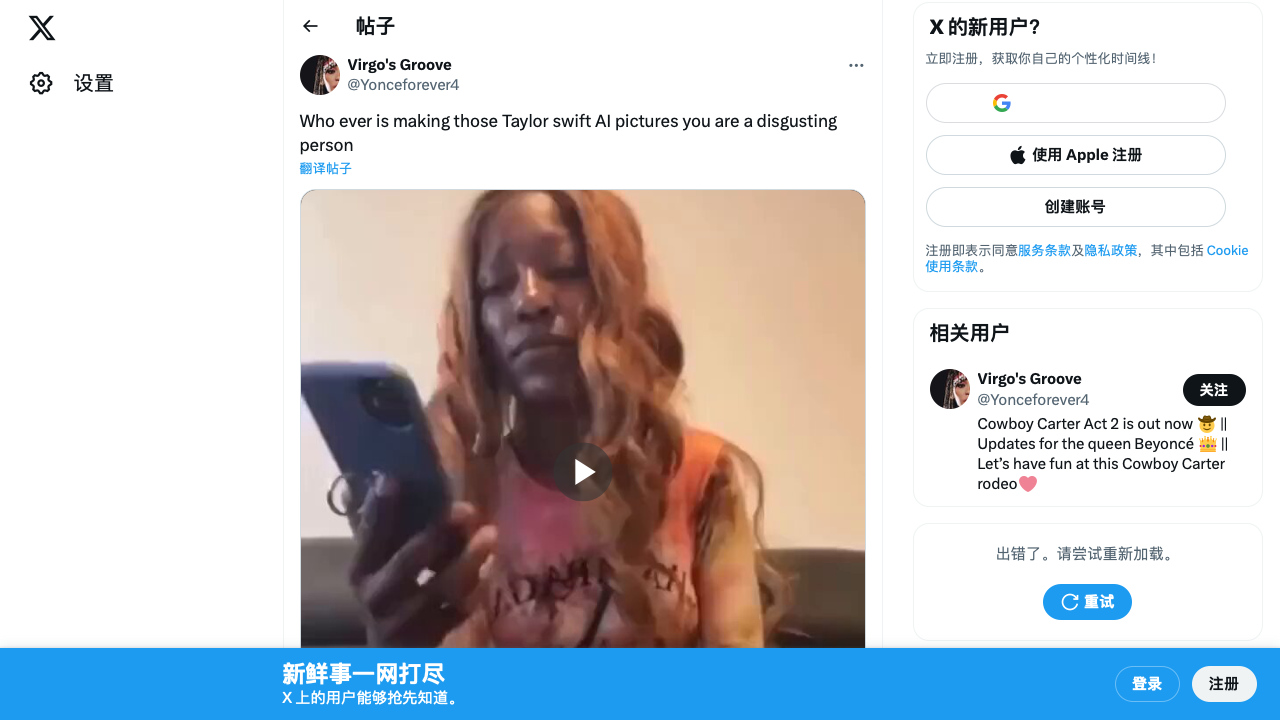 设置
帖子
Virgo's Groove
@Yonceforever4
Who ever is making those Taylor swift AI pictures you are a disgusting
person
翻译帖子
X 的新用户?
立即注册，获取你自己的个性化时间线！
使用 Apple 注册
创建账号
注册即表示同意服务条款及隐私政策，其中包括 Cookie
使用条款。
相关用户
Virgo's Groove
@Yonceforever4
关注
Cowboy Carter Act 2 is out now 🤠 ||
Updates for the queen Beyoncé 👑 ||
Let’s have fun at this Cowboy Carter
rodeo🩷
出错了。请尝试重新加载。
重试
新鲜事一网打尽
X 上的用户能够抢先知道。
登录
注册